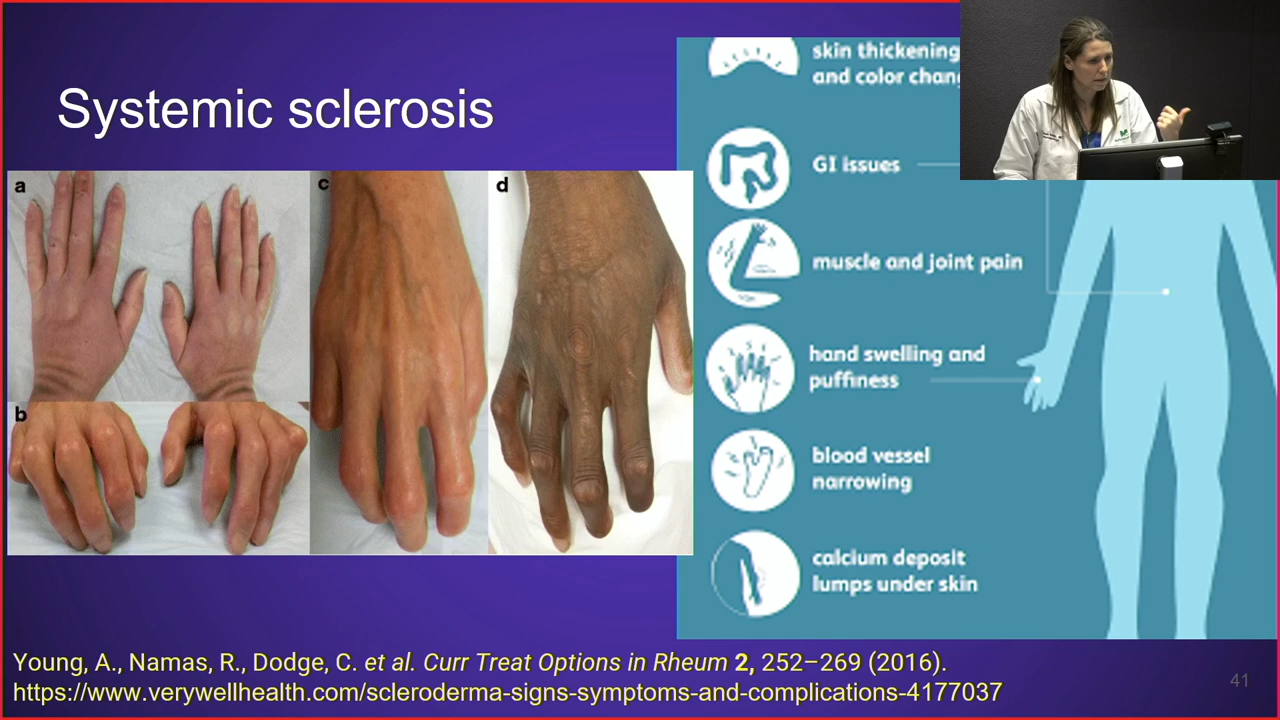 Systemic sclerosis
a
b
c
d
skin thickening
and color
GI issues
muscle and joint pain
hand swelling and
puffiness
blood vessel
narrowing
calcium deposit
lumps under skin
Young, A., Namas, R., Dodge, C. et al. Curr Treat Options in Rheum 2, 252–269 (2016).
https://www.verywellhealth.com/scleroderma-signs-symptoms-and-complications-4177037
41